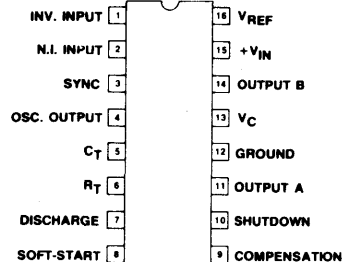 INV. INPUT 1 16 VREF
N.I. INPUT 2 15 +VIN
SYNC 3 14 OUTPUT B
OSC. OUTPUT 4 13 VC
CT 5 12 GROUND
RT 6 11 OUTPUT A
DISCHARGE 7 10 SHUTDOWN
SOFT-START 8 9 COMPENSATION